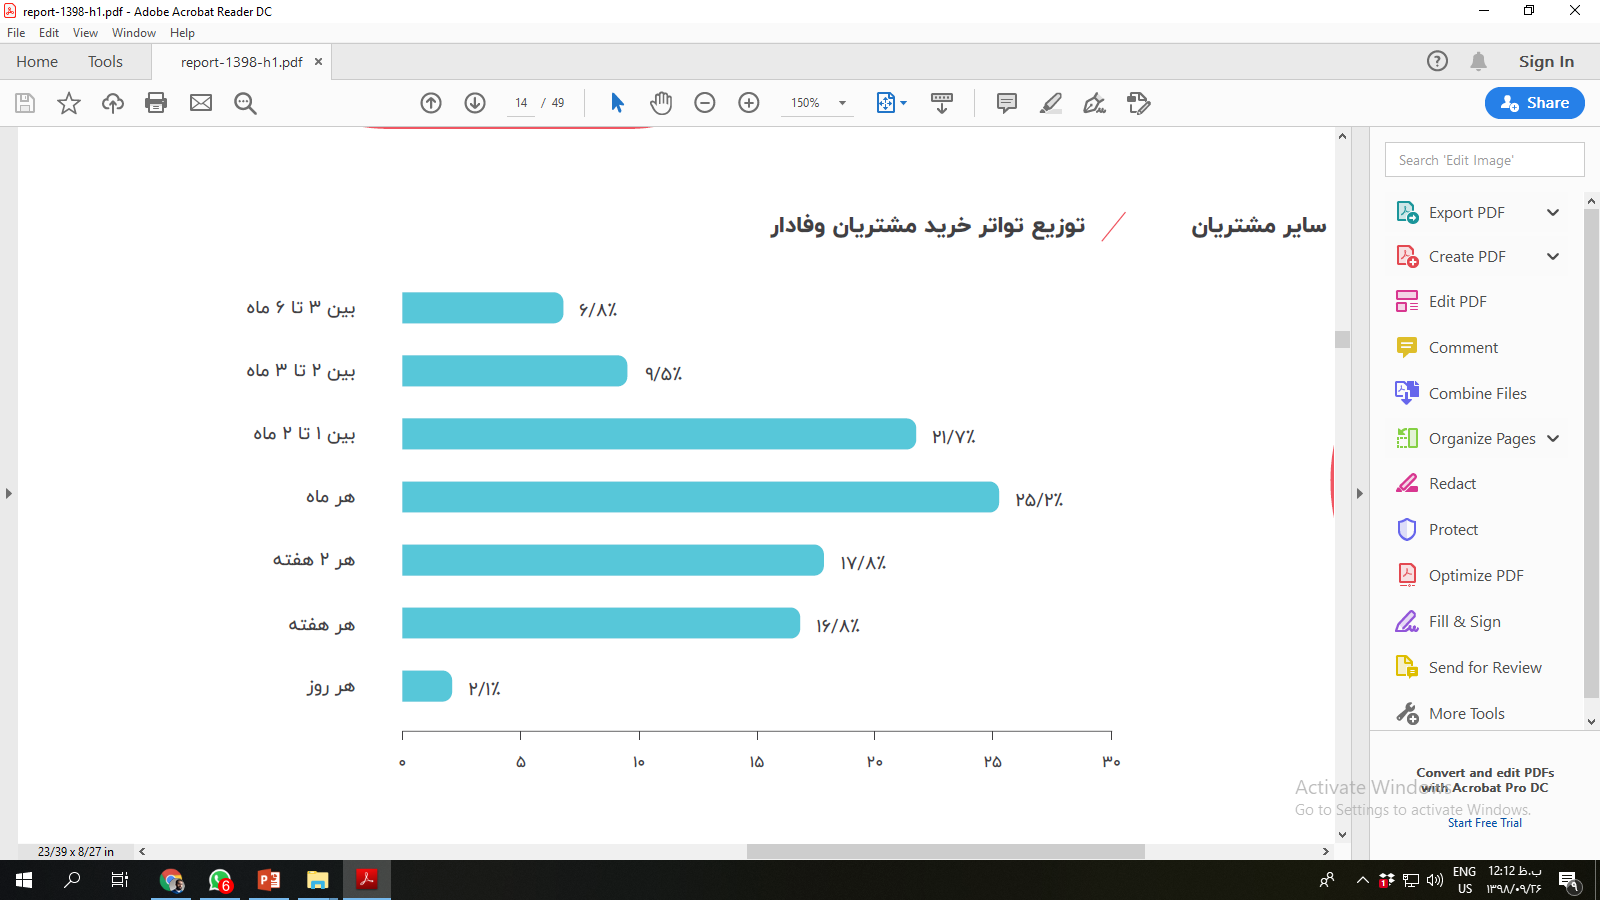 report-1398-h1.pdf - Adobe Acrobat Reader DC
File Edit View Window Help
Home Tools report-1398-h1.pdf × Sign In
14 / 49 150% Share
Search 'Edit Image'
Export PDF
Create PDF
Edit PDF
Comment
Combine Files
Organize Pages
Redact
Protect
Optimize PDF
Fill & Sign
Send for Review
More Tools
Convert and edit PDFs
with Acrobat Pro DC
Start Free Trial
سایر مشتریان
توزیع تواتر خرید مشتریان وفادار
بین ۳ تا ۶ ماه ۶/۸٪
بین ۲ تا ۳ ماه ۹/۵٪
بین ۱ تا ۲ ماه ۲۱/۷٪
هر ماه ۲۵/۲٪
هر ۲ هفته ۱۷/۸٪
هر هفته ۱۶/۸٪
هر روز ۲/۱٪
۰ ۵ ۱۰ ۱۵ ۲۰ ۲۵ ۳۰
Activate Windows
Go to Settings to activate Windows.
23/39 x 8/27 in
6
1
ENG
US
12:12 ب.ظ
۱۳۹۸/۰۹/۲۶
۹